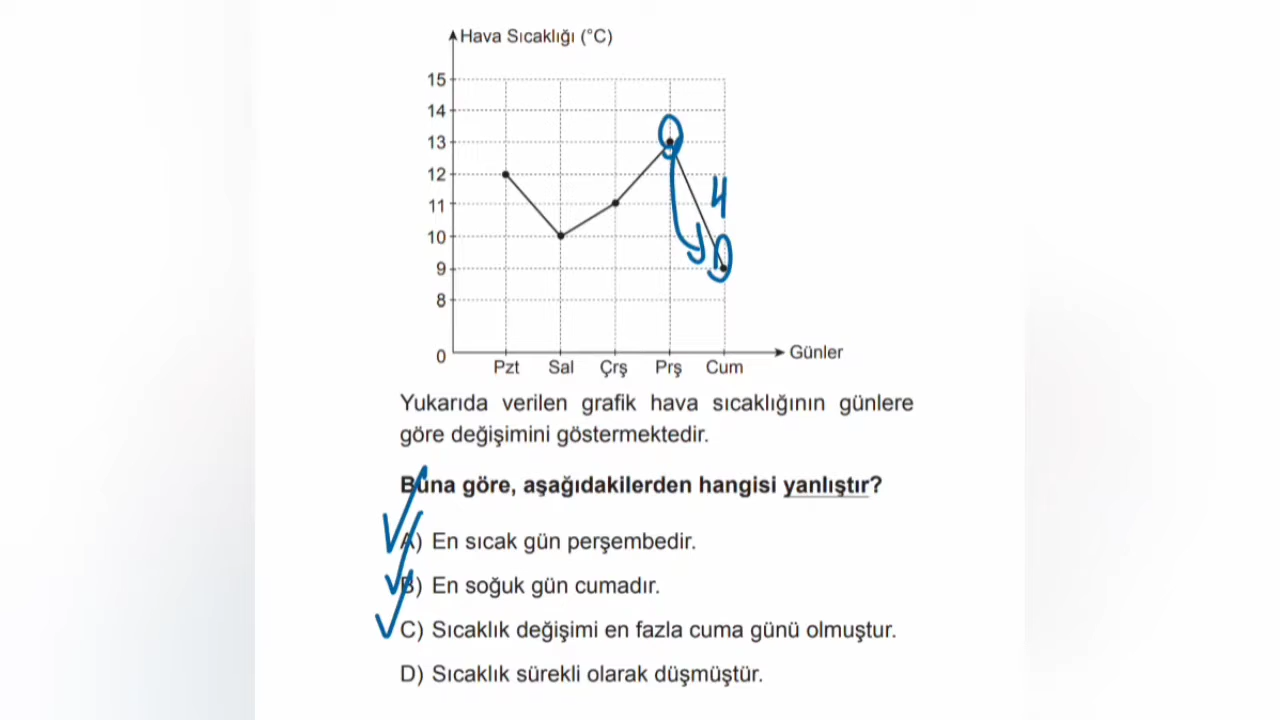 Hava Sıcaklığı (°C)
15
14
13
12
11
10
9
8
0
4
Pzt Sal Çrş Prş Cum
Günler
Yukarıda verilen grafik hava sıcaklığının günlere
göre değişimini göstermektedir.
Buna göre, aşağıdakilerden hangisi yanlıştır?
A) En sıcak gün perşembedir.
B) En soğuk gün cumadır.
C) Sıcaklık değişimi en fazla cuma günü olmuştur.
D) Sıcaklık sürekli olarak düşmüştür.